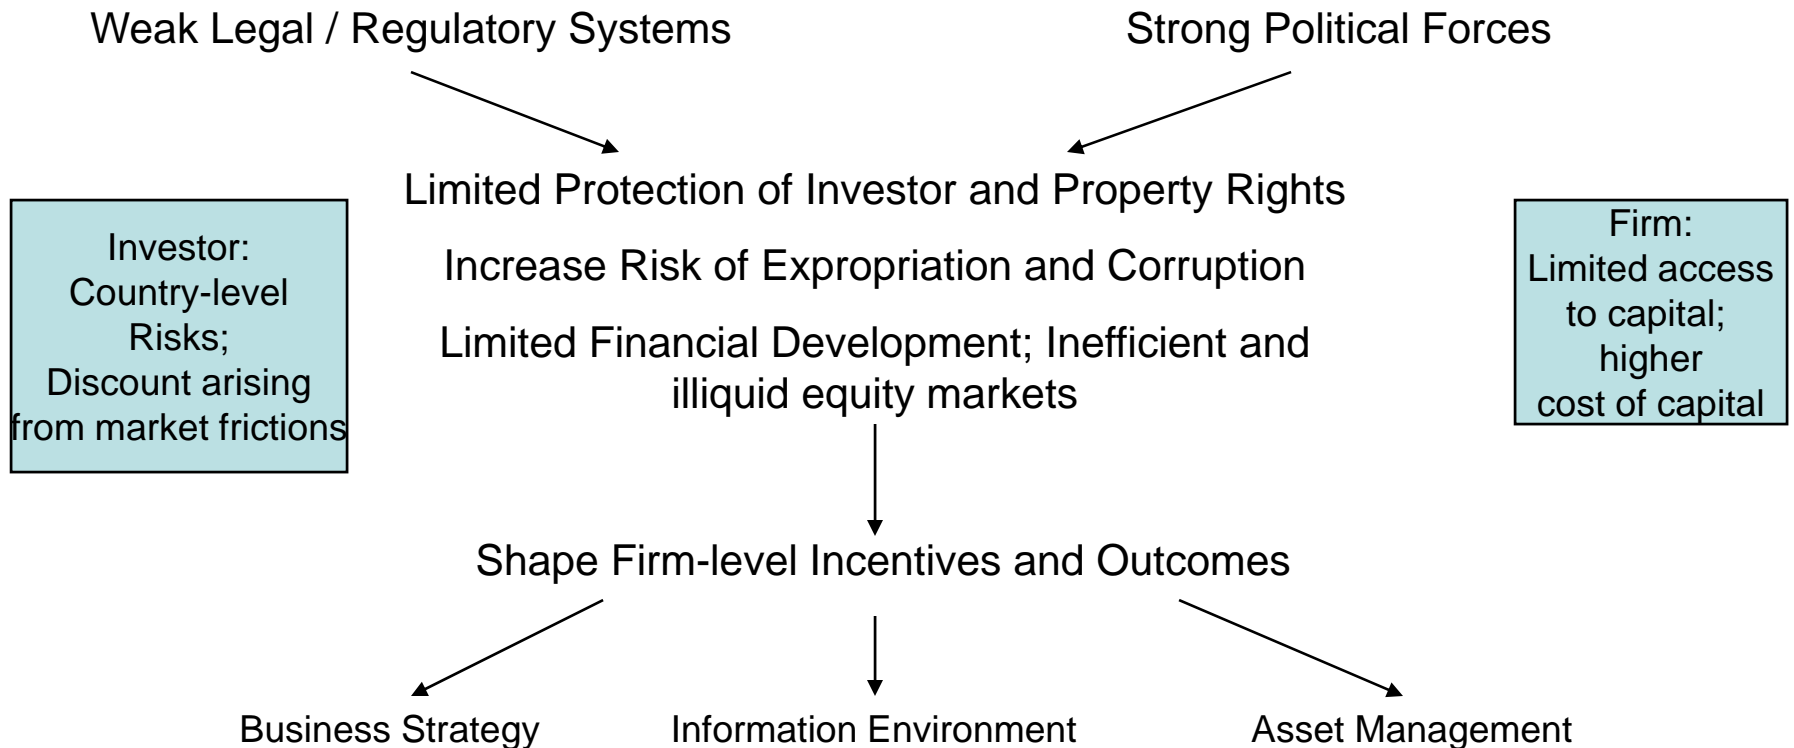 Weak Legal / Regulatory Systems
Strong Political Forces
Limited Protection of Investor and Property Rights
Increase Risk of Expropriation and Corruption
Limited Financial Development; Inefficient and
illiquid equity markets
Investor:
Country-level
Risks;
Discount arising
from market frictions
Firm:
Limited access
to capital;
higher
cost of capital
Shape Firm-level Incentives and Outcomes
Business Strategy
Information Environment
Asset Management